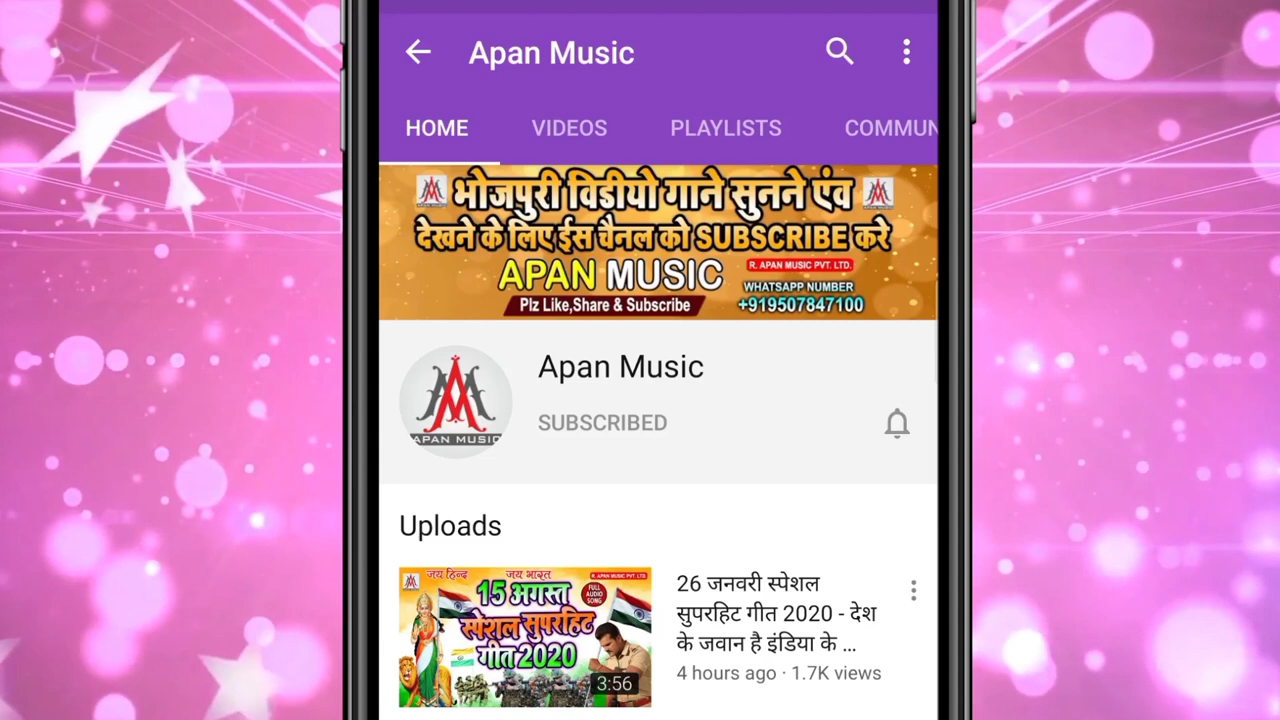 Apan Music
HOME VIDEOS PLAYLISTS COMMUN
भोजपुरी विडीयो गाने सुनने एंव
देखने के लिए ईस चैनल को SUBSCRIBE करे
APAN MUSIC
R. APAN MUSIC PVT. LTD.
Plz Like,Share & Subscribe
WHATSAPP NUMBER
+919507847100
APAN MUSIC
Apan Music
SUBSCRIBED
Uploads
जय हिन्द जय भारत
R. APAN MUSIC PVT. LTD
15 अगस्त
FULL
AUDIO
SONG
स्पेशल सुपरहिट
गीत 2020
3:56
26 जनवरी स्पेशल
सुपरहिट गीत 2020 - देश
के जवान है इंडिया के ...
4 hours ago · 1.7K views